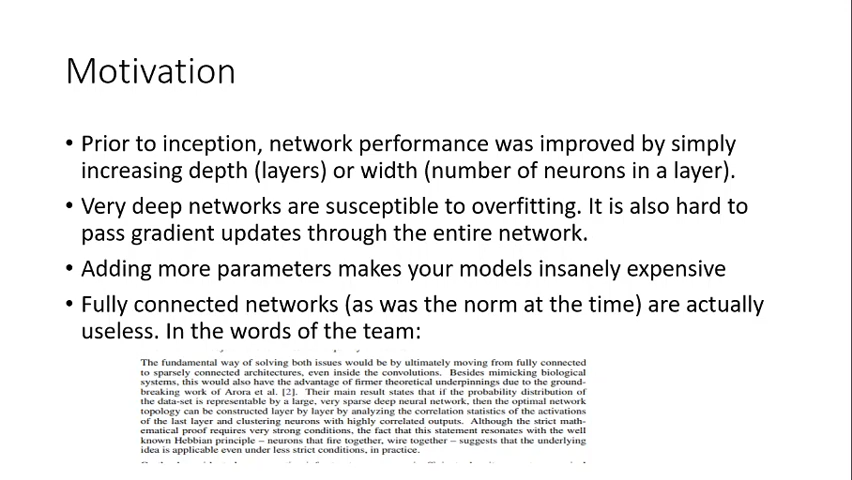 Motivation
• Prior to inception, network performance was improved by simply
increasing depth (layers) or width (number of neurons in a layer).
• Very deep networks are susceptible to overfitting. It is also hard to
pass gradient updates through the entire network.
• Adding more parameters makes your models insanely expensive
• Fully connected networks (as was the norm at the time) are actually
useless. In the words of the team:
The fundamental way of solving both issues would be by ultimately moving from fully connected
to sparsely connected architectures, even inside the convolutions. Besides mimicking biological
systems, this would also have the advantage of firmer theoretical underpinnings due to the ground-
breaking work of Arora et al. [2]. Their main result states that if the probability distribution of
the data-set is representable by a large, very sparse deep neural network, then the optimal network
topology can be constructed layer by layer by analyzing the correlation statistics of the activations
of the last layer and clustering neurons with highly correlated outputs. Although the strict math-
ematical proof requires very strong conditions, the fact that this statement resonates with the well
known Hebbian principle – neurons that fire together, wire together – suggests that the underlying
idea is applicable even under less strict conditions, in practice.